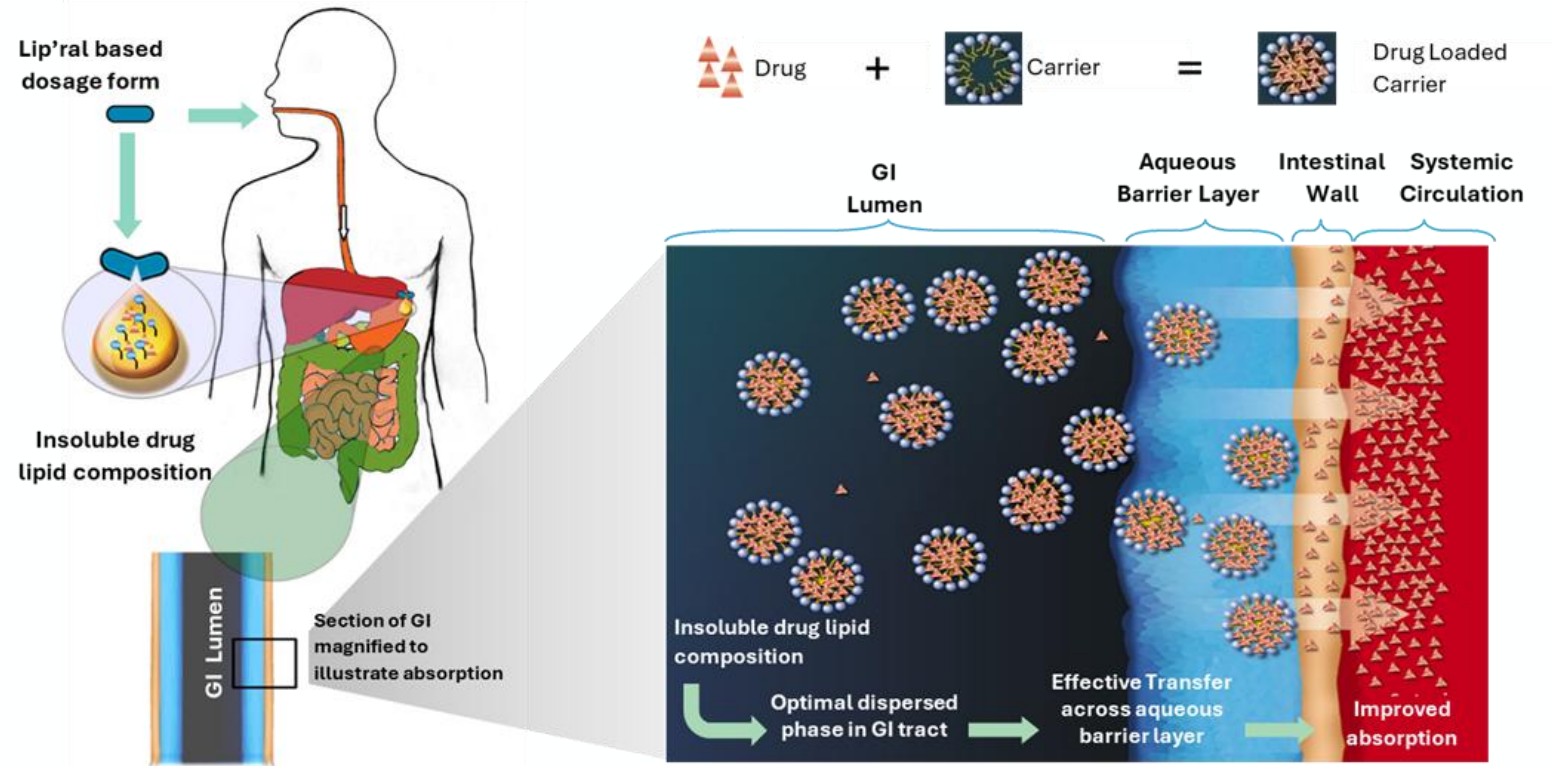 Lip'ral based
dosage form
Insoluble drug
lipid composition
GI Lumen
Section of GI
magnified to
illustrate absorption
Drug
+
Carrier
=
Drug Loaded
Carrier
GI
Lumen
Aqueous
Barrier Layer
Intestinal
Wall
Systemic
Circulation
Insoluble drug lipid
composition
Optimal dispersed
phase in GI tract
Effective Transfer
across aqueous
barrier layer
Improved
absorption